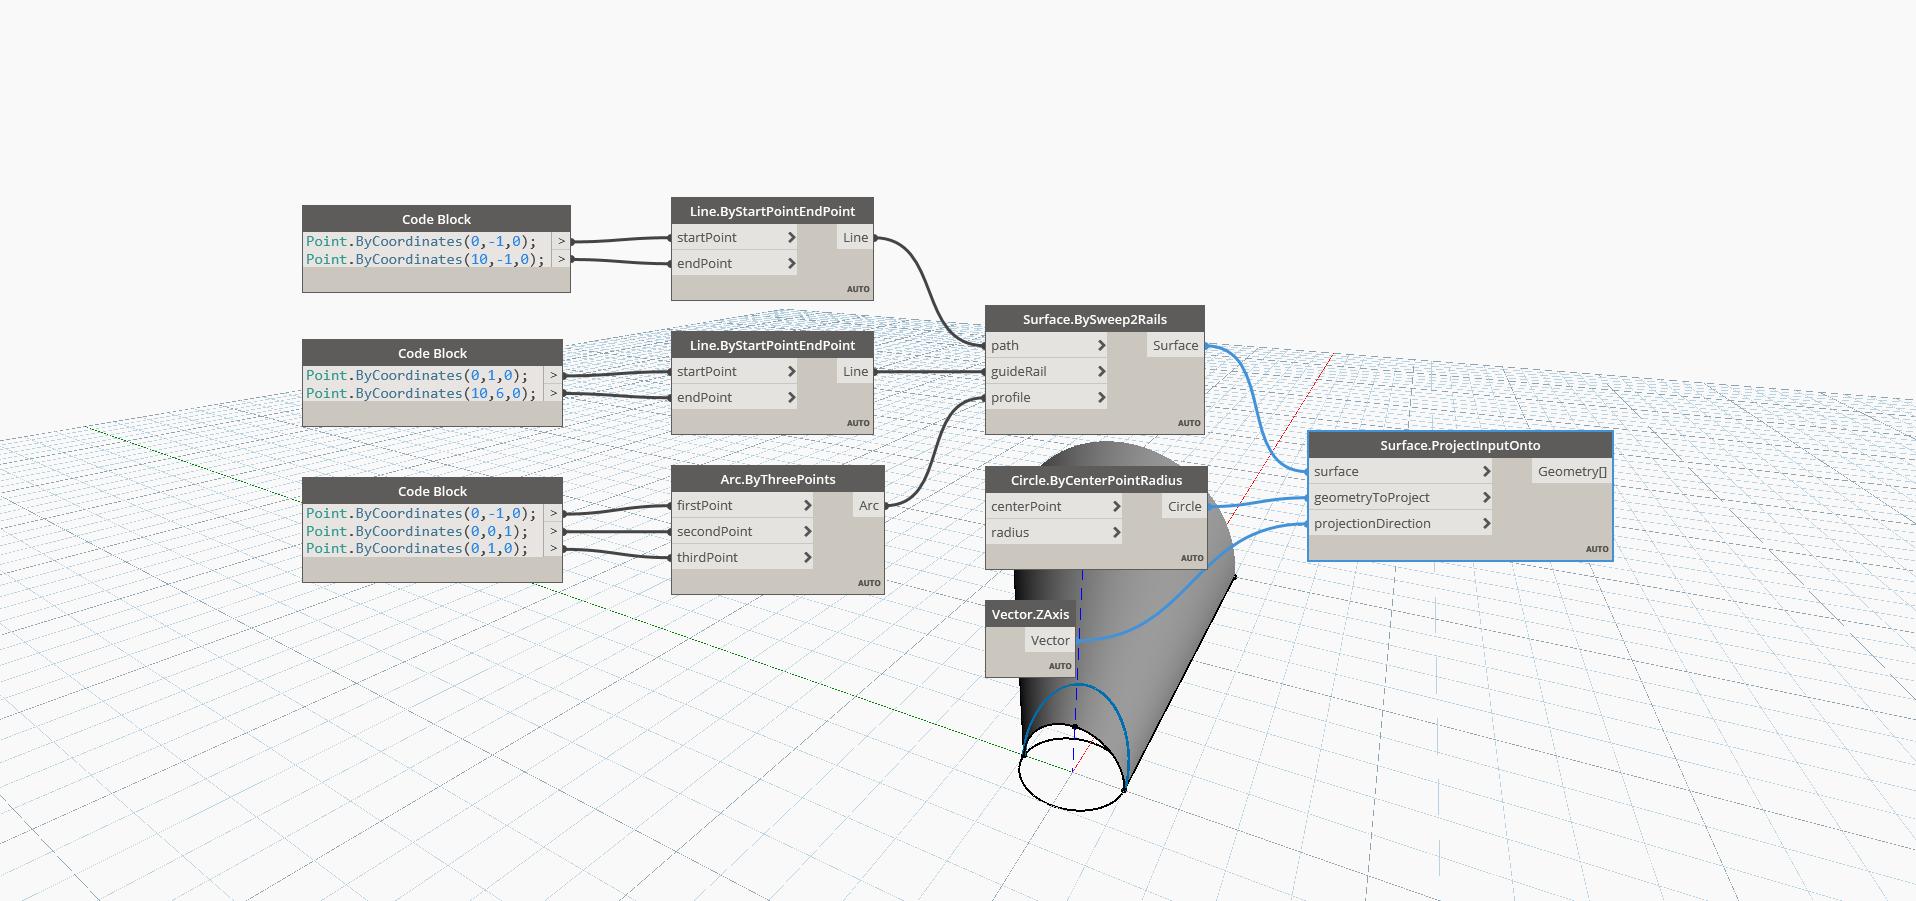 Code Block
Point.ByCoordinates(0,-1,0); >
Point.ByCoordinates(10,-1,0); >
Line.ByStartPointEndPoint
startPoint > Line
endPoint >
AUTO
Code Block
Point.ByCoordinates(0,1,0); >
Point.ByCoordinates(10,6,0); >
Line.ByStartPointEndPoint
startPoint > Line
endPoint >
AUTO
Code Block
Point.ByCoordinates(0,-1,0); >
Point.ByCoordinates(0,0,1); >
Point.ByCoordinates(0,1,0); >
Arc.ByThreePoints
firstPoint > Arc
secondPoint >
thirdPoint >
AUTO
Surface.BySweep2Rails
path > Surface
guideRail >
profile >
AUTO
Circle.ByCenterPointRadius
centerPoint > Circle
radius >
AUTO
Vector.ZAxis
Vector
AUTO
Surface.ProjectInputOnto
surface > Geometry[]
geometryToProject >
projectionDirection >
AUTO